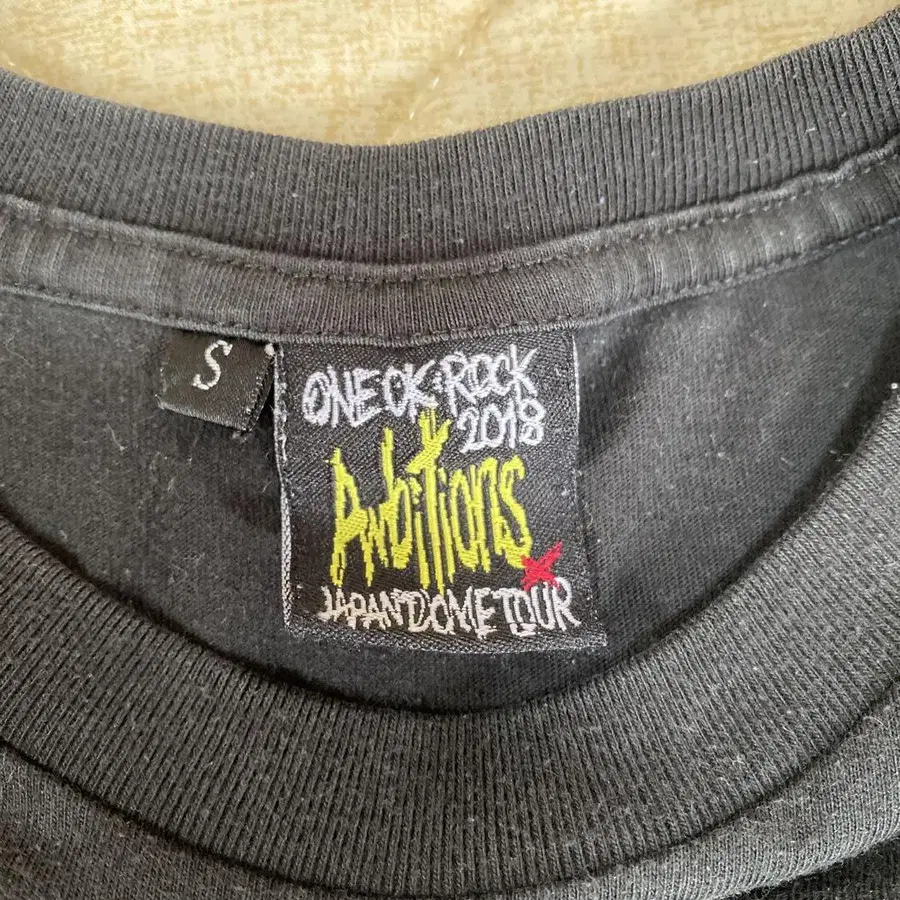 S
ONE OK ROCK
2018
Ambitions
JAPAN DOME TOUR